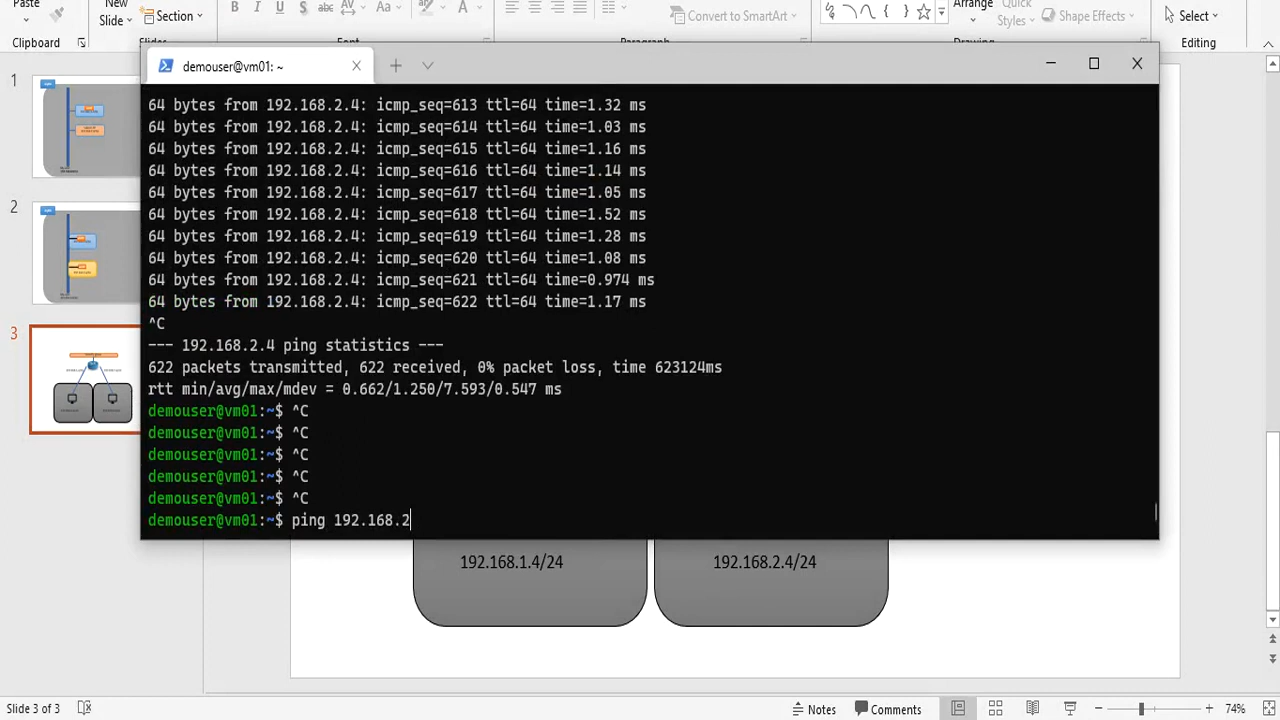 Paste
New
Slide
Section
B I U S
Aa
A
Convert to SmartArt
Arrange
Quick
Styles
Shape Effects
Select
Clipboard
Slides
Font
Paragraph
Drawing
Editing
demouser@vm01: ~
64 bytes from 192.168.2.4: icmp_seq=613 ttl=64 time=1.32 ms
64 bytes from 192.168.2.4: icmp_seq=614 ttl=64 time=1.03 ms
64 bytes from 192.168.2.4: icmp_seq=615 ttl=64 time=1.16 ms
64 bytes from 192.168.2.4: icmp_seq=616 ttl=64 time=1.14 ms
64 bytes from 192.168.2.4: icmp_seq=617 ttl=64 time=1.05 ms
64 bytes from 192.168.2.4: icmp_seq=618 ttl=64 time=1.52 ms
64 bytes from 192.168.2.4: icmp_seq=619 ttl=64 time=1.28 ms
64 bytes from 192.168.2.4: icmp_seq=620 ttl=64 time=1.08 ms
64 bytes from 192.168.2.4: icmp_seq=621 ttl=64 time=0.974 ms
64 bytes from 192.168.2.4: icmp_seq=622 ttl=64 time=1.17 ms
^C
--- 192.168.2.4 ping statistics ---
622 packets transmitted, 622 received, 0% packet loss, time 623124ms
rtt min/avg/max/mdev = 0.662/1.250/7.593/0.547 ms
demouser@vm01:~$ ^C
demouser@vm01:~$ ^C
demouser@vm01:~$ ^C
demouser@vm01:~$ ^C
demouser@vm01:~$ ^C
demouser@vm01:~$ ping 192.168.2
1
2
3
192.168.1.4/24
192.168.2.4/24
Slide 3 of 3
Notes
Comments
74%